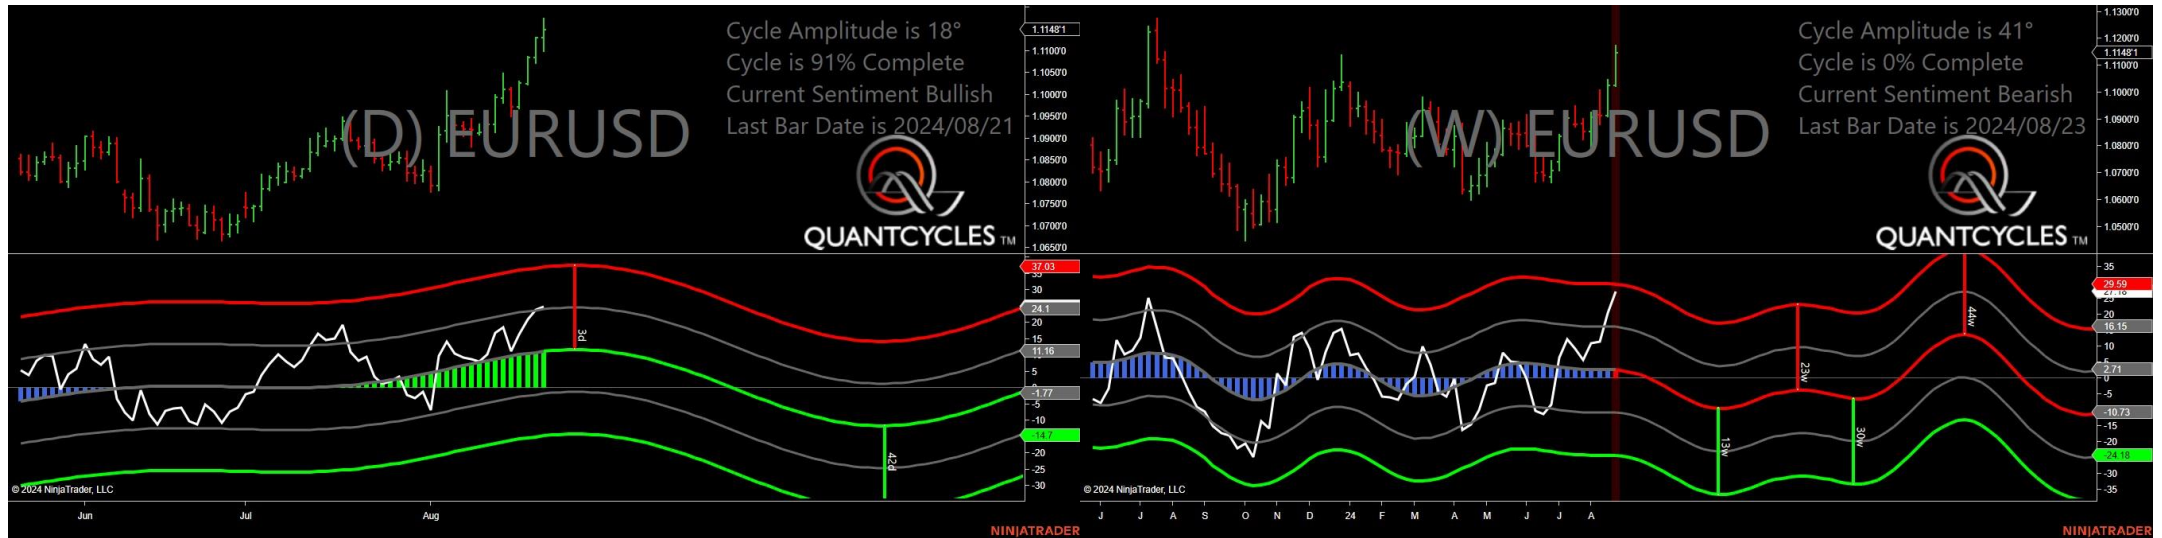 Cycle Amplitude is 18°
Cycle is 91% Complete
Current Sentiment Bullish
Last Bar Date is 2024/08/21
(D) EURUSD
QUANTCYCLES TM
1.1148'1
1.1100'0
1.1050'0
1.1000'0
1.0950'0
1.0900'0
1.0850'0
1.0800'0
1.0750'0
1.0700'0
1.0650'0
37.03
35
30
24.1
20
15
11.16
5
-1.77
-5
-10
-14.7
-20
-25
-30
3d
42d
© 2024 NinjaTrader, LLC
Jun Jul Aug
NINJATRADER
Cycle Amplitude is 41°
Cycle is 0% Complete
Current Sentiment Bearish
Last Bar Date is 2024/08/23
(W) EURUSD
QUANTCYCLES TM
1.1300'0
1.1200'0
1.1148'1
1.1100'0
1.1000'0
1.0900'0
1.0800'0
1.0700'0
1.0600'0
1.0500'0
35
29.59
25
20
16.15
10
5
2.71
0
-5
-10.73
-15
-20
-24.18
-30
-35
13w
23w
30w
44w
© 2024 NinjaTrader, LLC
J J A S O N D 24 F M A M J J A
NINJATRADER